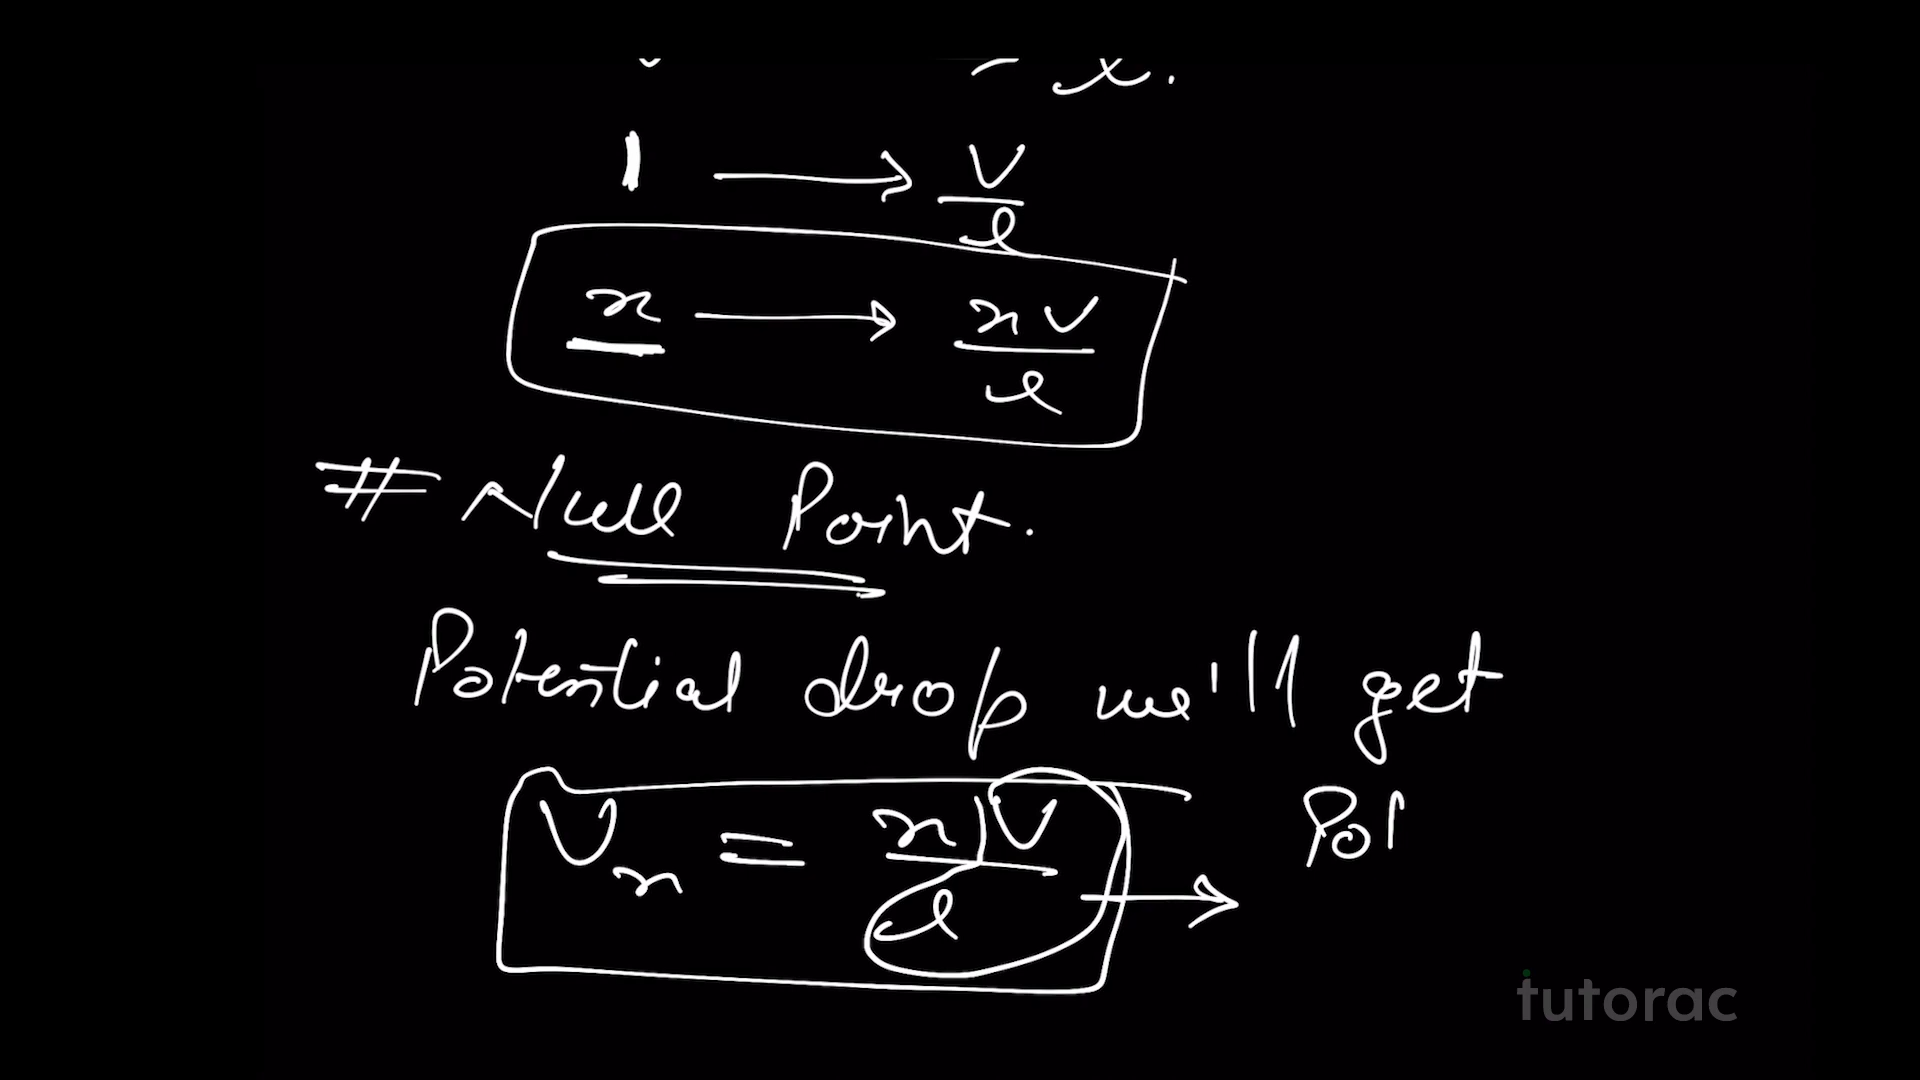 1 → V/l
x → xV/l
# Null Point.
Potential drop we'll get
Vx = xV/l → Pot
tutorac